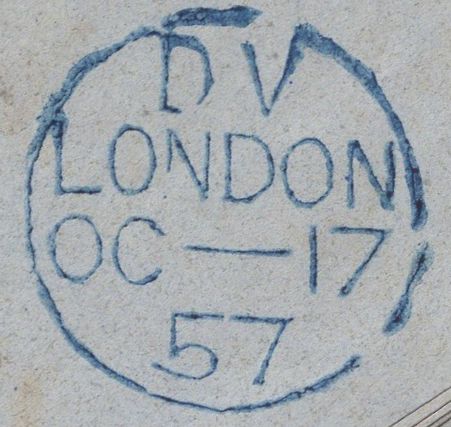 DV
LONDON
OC — 17
57